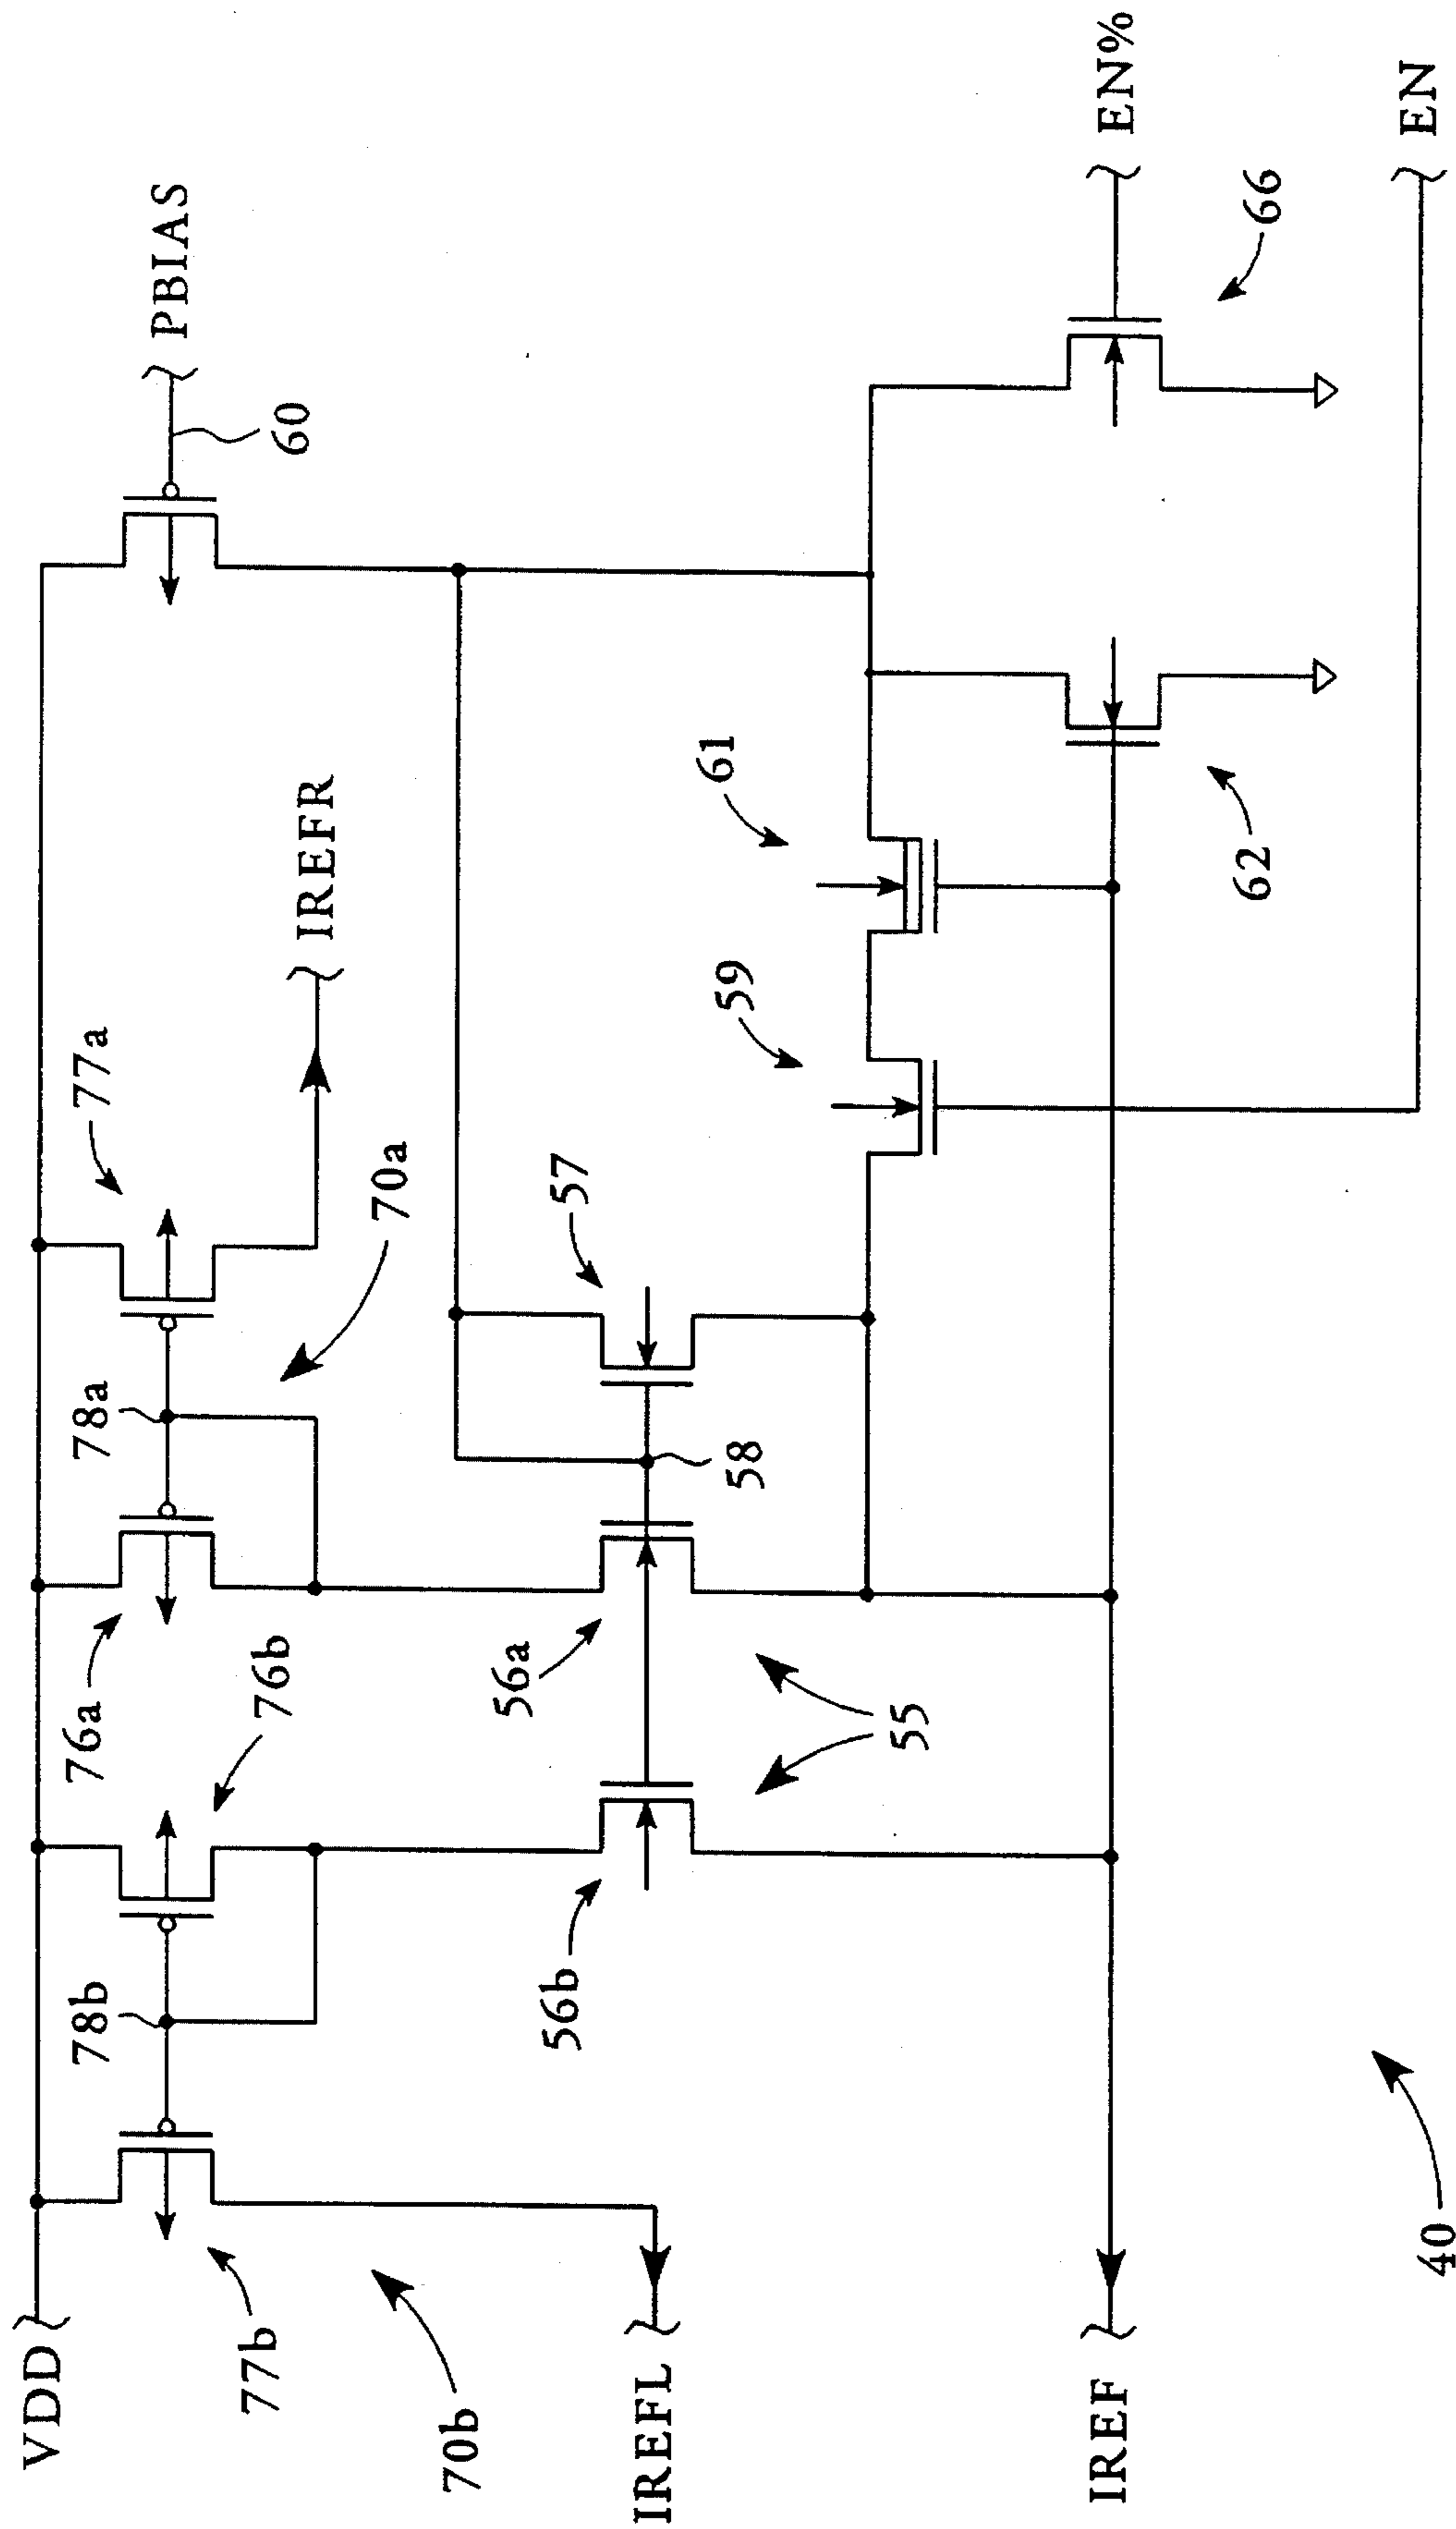 VDD
77b
70b
IREFL
IREF
40
78b
76b
56b
55
76a
56a
78a
70a
58
57
77a
IREFR
59
61
62
60
PBIAS
66
EN%
EN